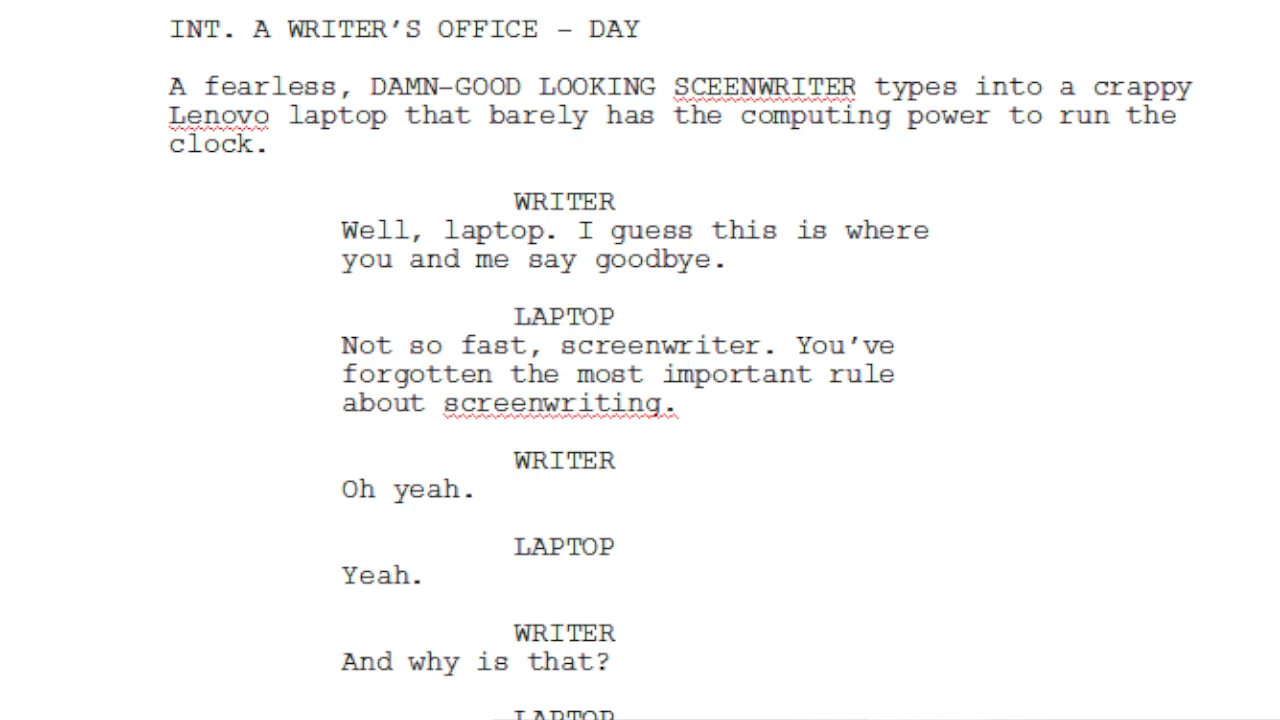 INT. A WRITER’S OFFICE – DAY
A fearless, DAMN-GOOD LOOKING SCEENWRITER types into a crappy
Lenovo laptop that barely has the computing power to run the
clock.
WRITER
Well, laptop. I guess this is where
you and me say goodbye.
LAPTOP
Not so fast, screenwriter. You’ve
forgotten the most important rule
about screenwriting.
WRITER
Oh yeah.
LAPTOP
Yeah.
WRITER
And why is that?
LAPTOP